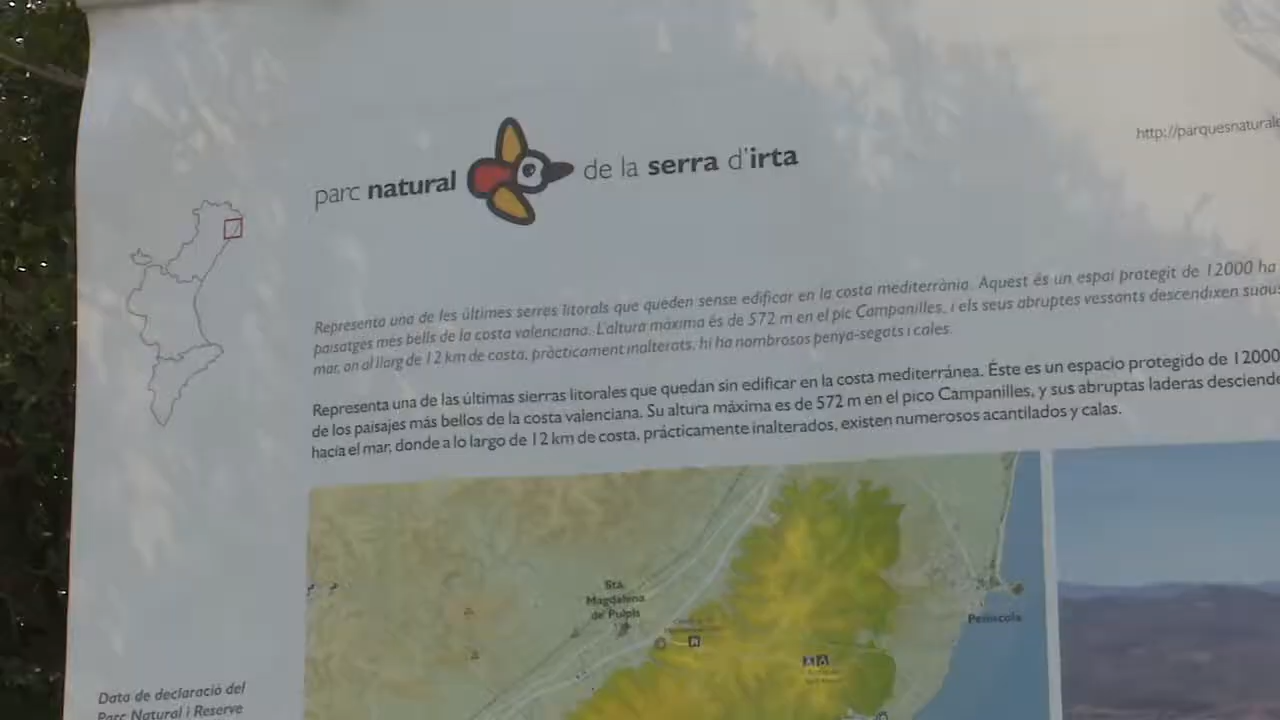 http://parquesnatural
parc natural de la serra d'irta
Representa una de les últimes serres litorals que queden sense edificar en la costa mediterrània. Aquest és un espai protegit de 12000 ha
paisatges més bells de la costa valenciana. L'altura màxima és de 572 m en el pic Campanilles, i els seus abruptes vessants descendixen
mar, on al llarg de 12 km de costa, pràcticament inalterats, hi ha nombrosos penya-segats i cales.
Representa una de las últimas sierras litorales que quedan sin edificar en la costa mediterránea. Éste es un espacio protegido de 12000
de los paisajes más bellos de la costa valenciana. Su altura máxima es de 572 m en el pico Campanilles, y sus abruptas laderas desciende
hacia el mar, donde a lo largo de 12 km de costa, prácticamente inalterados, existen numerosos acantilados y calas.
Sta.
Magdalena
de Pulpis
Peníscola
Data de declaració del
Parc Natural i Reserve